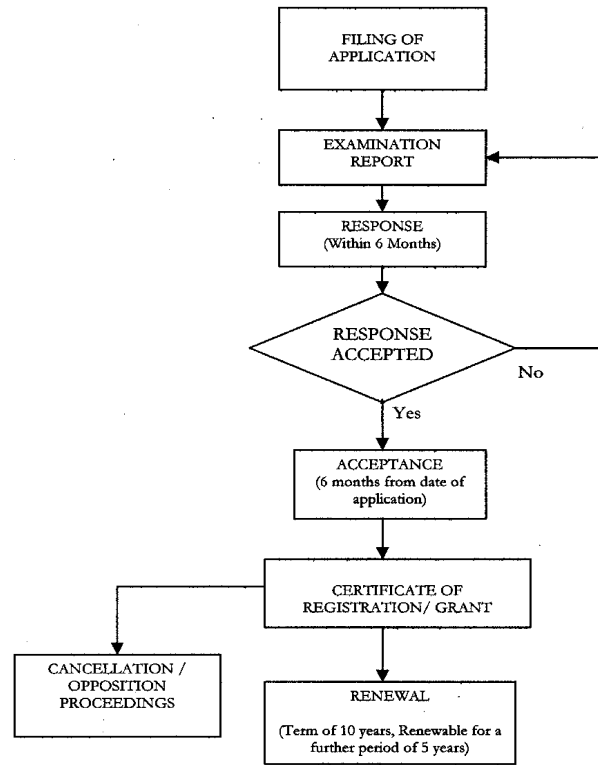 FILING OF
APPLICATION
EXAMINATION
REPORT
RESPONSE
(Within 6 Months)
RESPONSE
ACCEPTED
No
Yes
ACCEPTANCE
(6 months from date of
application)
CERTIFICATE OF
REGISTRATION/ GRANT
CANCELLATION /
OPPOSITION
PROCEEDINGS
RENEWAL
(Term of 10 years, Renewable for a
further period of 5 years)